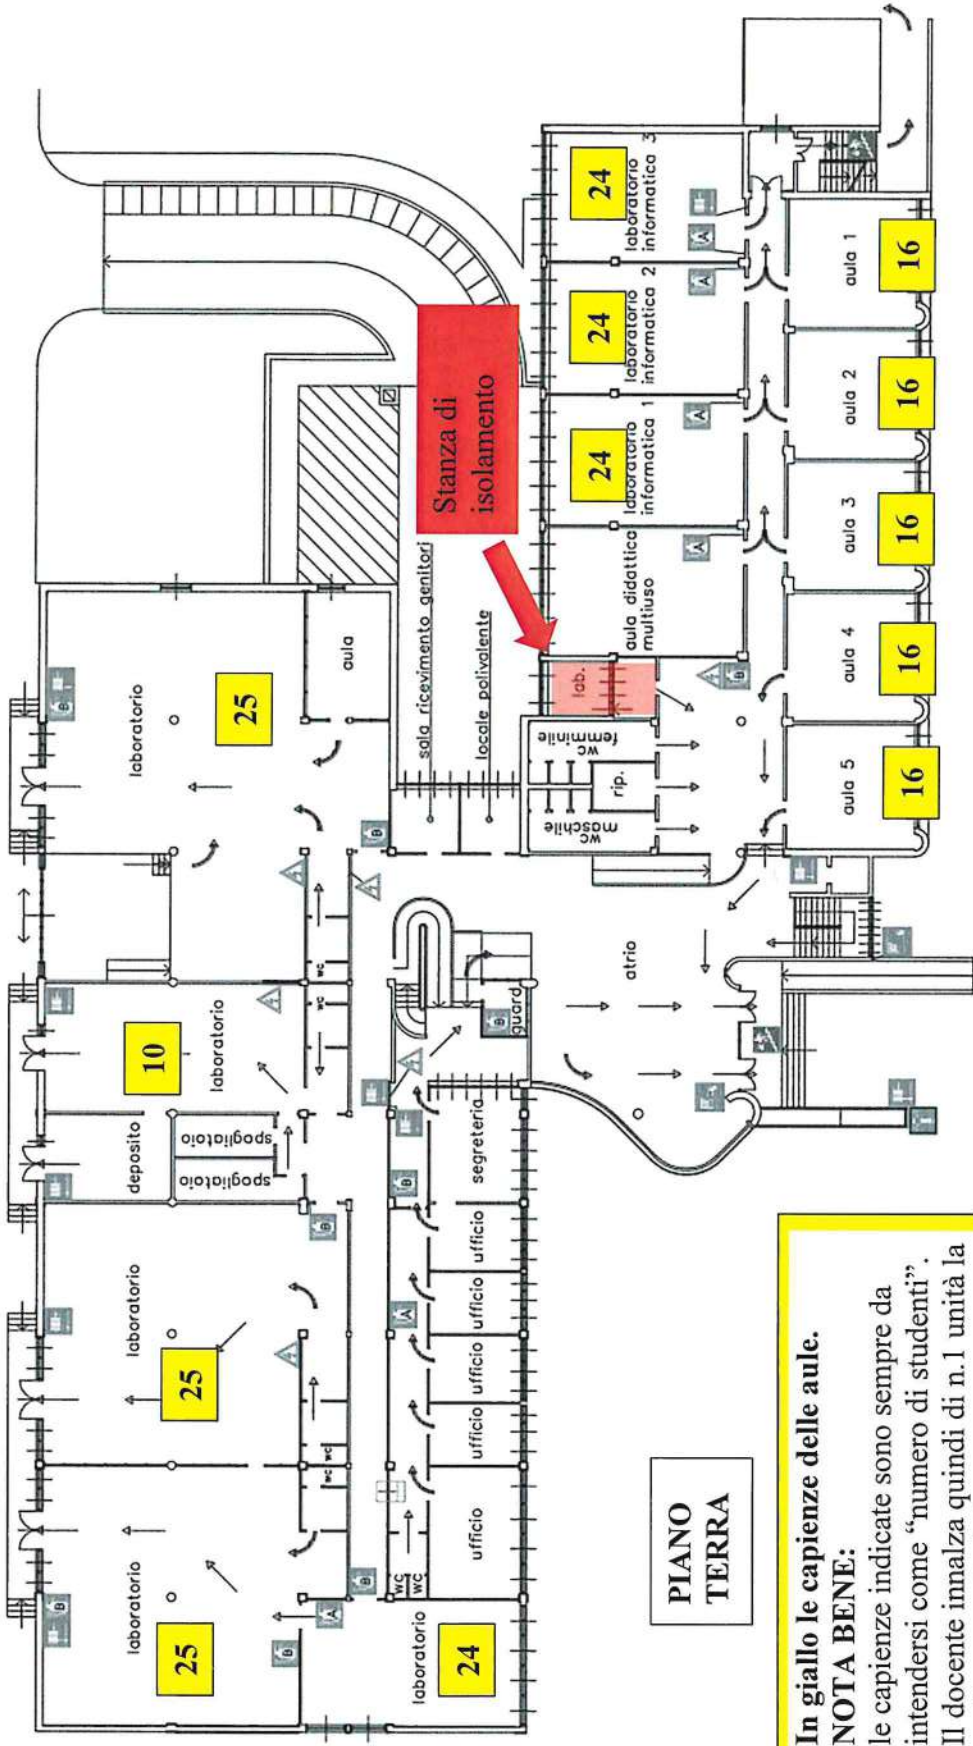 laboratorio
25
laboratorio
25
deposito
spogliatoio
spogliatoio
10
laboratorio
laboratorio
25
aula
wc
wc
wc
wc
laboratorio
24
wc
wc
ufficio
ufficio
ufficio
ufficio
ufficio
segreteria
guard
sala ricevimento genitori
locale polivalente
Stanza di
isolamento
atrio
wc
maschile
rip.
wc
femminile
lab.
aula didattica
multiuso
24
laboratorio
informatica 1
24
laboratorio
informatica 2
24
laboratorio
informatica 3
aula 5
16
aula 4
16
aula 3
16
aula 2
16
aula 1
16
PIANO
TERRA
In giallo le capienze delle aule.
NOTA BENE:
le capienze indicate sono sempre da
intendersi come “numero di studenti”.
Il docente innalza quindi di n.1 unità la